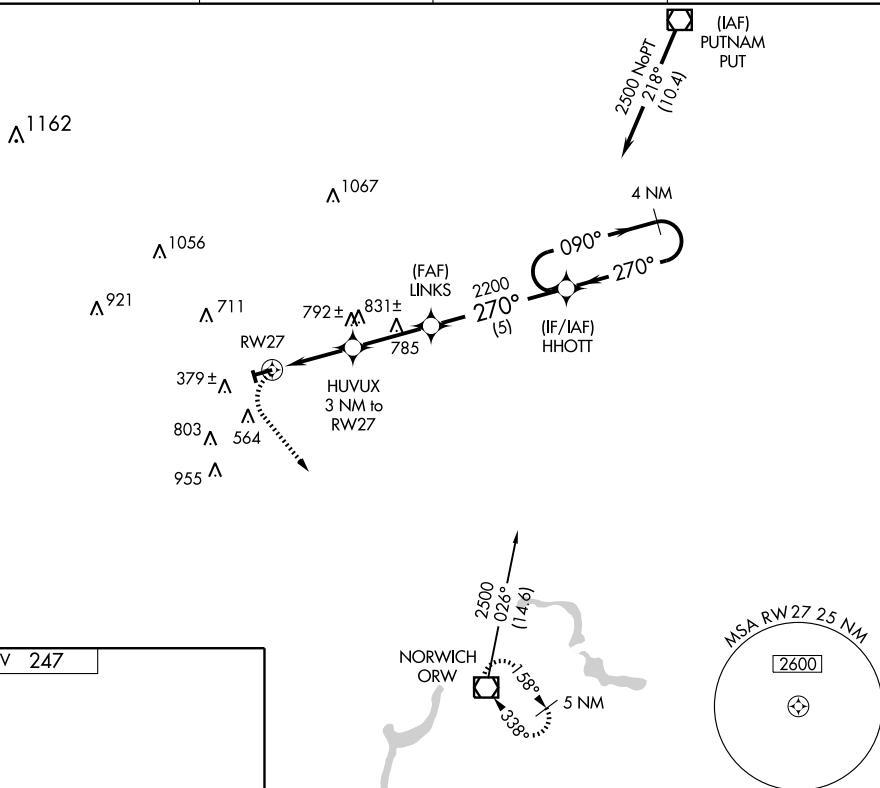 (IAF)
PUTNAM
PUT
2500 NoPT
218°
(10.4)
1162
1067
4 NM
090°
270°
1056
(FAF)
LINKS
2200
270°
(5)
(IF/IAF)
HHOTT
921
711
792±
831±
785
RW27
379±
HUVUX
3 NM to
RW27
803
564
955
2500
026°
(14.6)
NORWICH
ORW
158°
338°
5 NM
MSA RW27 25 NM
2600
V 247